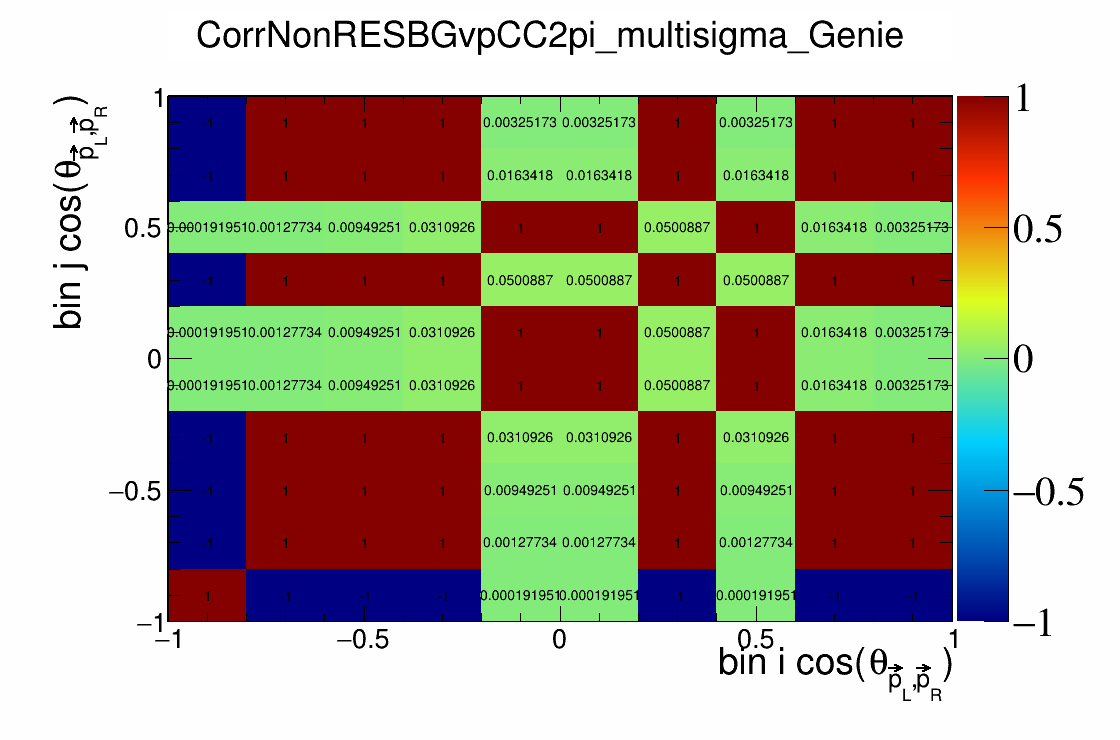 CorrNonRESBGvpCC2pi_multisigma_Genie
bin j cos(θ p⃗L,p⃗R)
1 -1 1 1 1 0.00325173 0.00325173 1 0.00325173 1 1 1
-1 1 1 1 0.0163418 0.0163418 1 0.0163418 1 1
0.5 0.000191951 0.00127734 0.00949251 0.0310926 1 1 0.0500887 1 0.0163418 0.00325173 0.5
-1 1 1 1 0.0500887 0.0500887 1 0.0500887 1 1
0.000191951 0.00127734 0.00949251 0.0310926 1 1 0.0500887 1 0.0163418 0.00325173
0 0
0.000191951 0.00127734 0.00949251 0.0310926 1 1 0.0500887 1 0.0163418 0.00325173
-1 1 1 1 0.0310926 0.0310926 1 0.0310926 1 1
−0.5 -1 1 1 1 0.00949251 0.00949251 1 0.00949251 1 1 −0.5
-1 1 1 1 0.00127734 0.00127734 1 0.00127734 1 1
1 -1 -1 -1 0.000191951 0.000191951 -1 0.000191951 -1 -1
−1 −1
−1 −0.5 0 0.5 1
bin i cos(θ p⃗L,p⃗R)